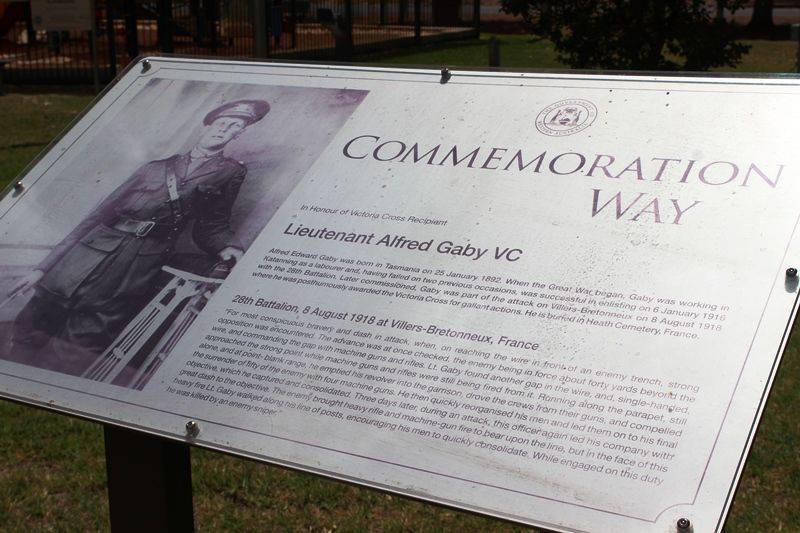 COMMEMORATION
WAY
In Honour of Victoria Cross Recipient
Lieutenant Alfred Gaby VC
Alfred Edward Gaby was born in Tasmania on 25 January 1892. When the Great War began, Gaby was working in
Katanning as a labourer and, having failed on two previous occasions, was successful in enlisting on 6 January 1916
with the 28th Battalion. Later commissioned, Gaby was part of the attack on Villers-Bretonneux on 8 August 1918
where he was posthumously awarded the Victoria Cross for gallant actions. He is buried in Heath Cemetery, France.
28th Battalion, 8 August 1918 at Villers-Bretonneux, France
"For most conspicuous bravery and dash in attack, when, on reaching the wire in front of an enemy trench, strong
opposition was encountered. The advance was at once checked, the enemy being in force about forty yards beyond the
wire, and commanding the gap with machine guns and rifles. Lt. Gaby found another gap in the wire, and, single-handed,
approached the strong point while machine guns and rifles were still being fired from it. Running along the parapet, still
alone, and at point-blank range, he emptied his revolver into the garrison, drove the crews from their guns, and compelled
the surrender of fifty of the enemy with four machine guns. He then quickly reorganised his men and led them on to his final
objective, which he captured and consolidated. Three days later, during an attack, this officer again led his company with
great dash to the objective. The enemy brought heavy rifle and machine-gun fire to bear upon the line, but in the face of this
heavy fire Lt. Gaby walked along his line of posts, encouraging his men to quickly consolidate. While engaged on this duty
he was killed by an enemy sniper."